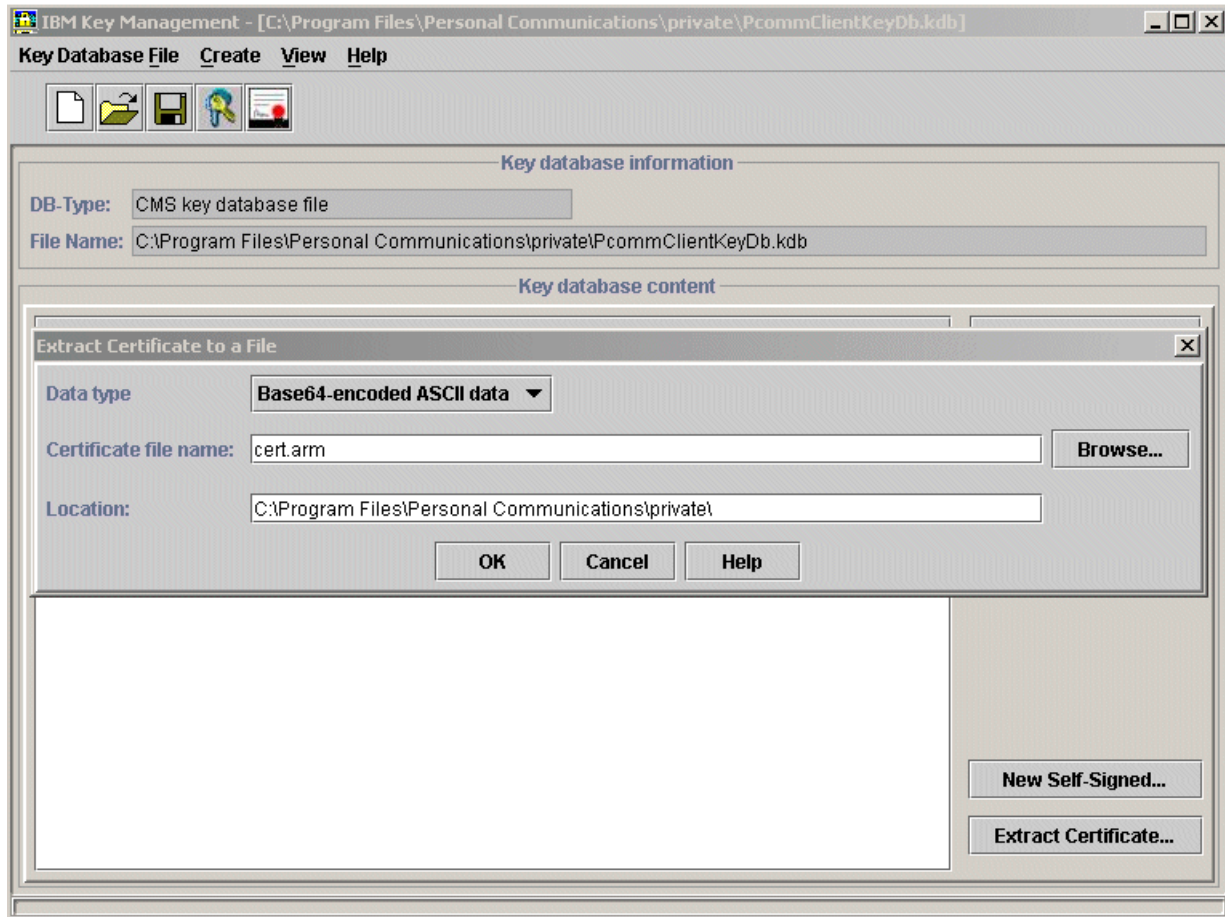 IBM Key Management - [C:\Program Files\Personal Communications\private\PcommClientKeyDb.kdb]
Key Database File Create View Help
Key database information
DB-Type: CMS key database file
File Name: C:\Program Files\Personal Communications\private\PcommClientKeyDb.kdb
Key database content
Extract Certificate to a File
Data type Base64-encoded ASCII data
Certificate file name: cert.arm Browse...
Location: C:\Program Files\Personal Communications\private\
OK Cancel Help
New Self-Signed...
Extract Certificate...